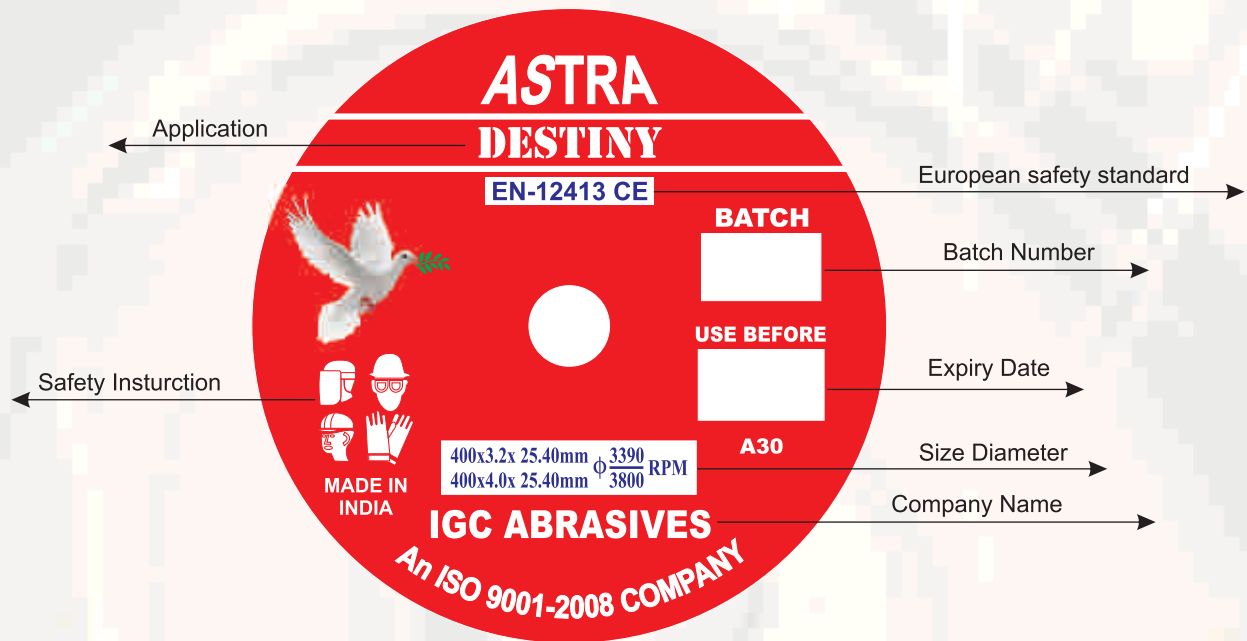 ASTRA
Application
DESTINY
European safety standard
EN-12413 CE
BATCH
Batch Number
USE BEFORE
Expiry Date
Safety Insturction
A30
400x3.2x 25.40mm ϕ 3390 RPM
400x4.0x 25.40mm 3800
Size Diameter
MADE IN
INDIA
Company Name
IGC ABRASIVES
An ISO 9001-2008 COMPANY